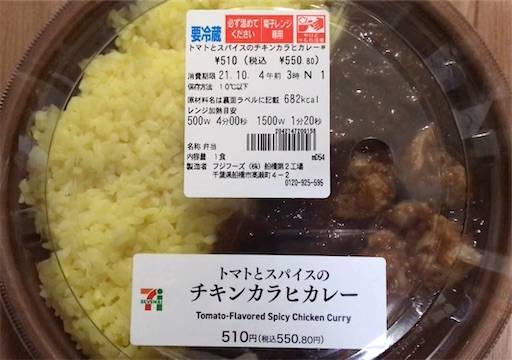 要冷蔵
必ず温めて
ください
電子レンジ
専用
トマトとスパイスのチキンカラヒカレー*
¥510(税込 ¥550.80)
消費期限21.10. 4午前 3時 N 1
保存方法 10℃以下
原材料名は裏面ラベルに記載 682kcal
レンジ加熱目安
500W 4分00秒 1500W 1分20秒
2042147209158
名称 弁当
内容量 1食 m054
製造者 フジフーズ(株)船橋第2工場
千葉県船橋市高瀬町4-2
0120-925-595
7
SEVEN & i
トマトとスパイスの
チキンカラヒカレー
Tomato-Flavored Spicy Chicken Curry
510円(税込550.80円)